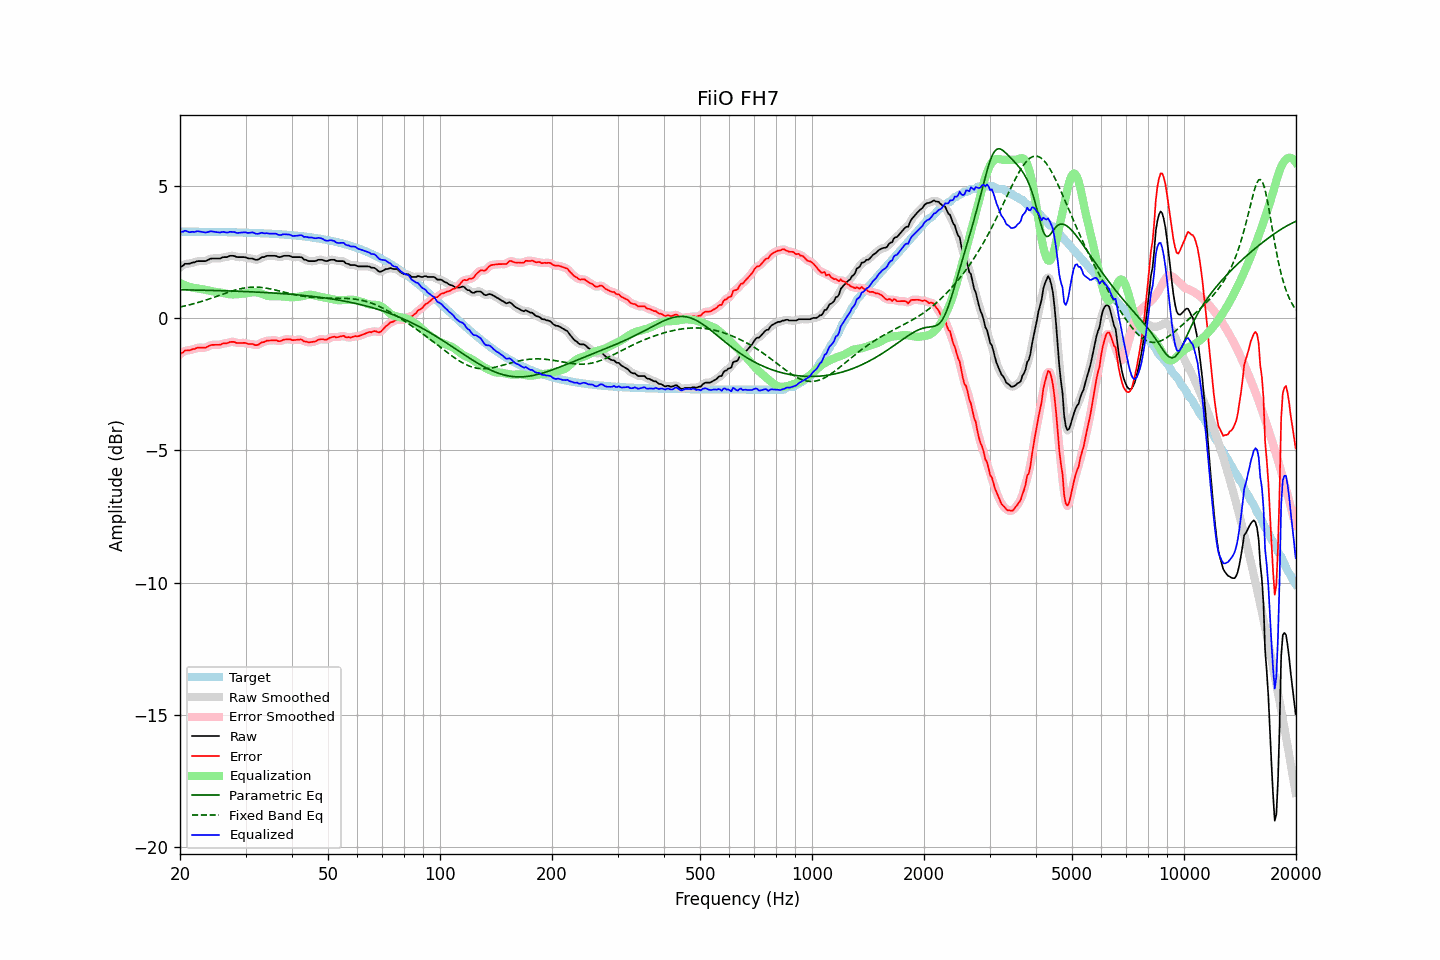 FiiO FH7
Amplitude (dBr)
5
0
−5
−10
−15
−20
Target
Raw Smoothed
Error Smoothed
Raw
Error
Equalization
Parametric Eq
Fixed Band Eq
Equalized
20 50 100 200 500 1000 2000 5000 10000 20000
Frequency (Hz)